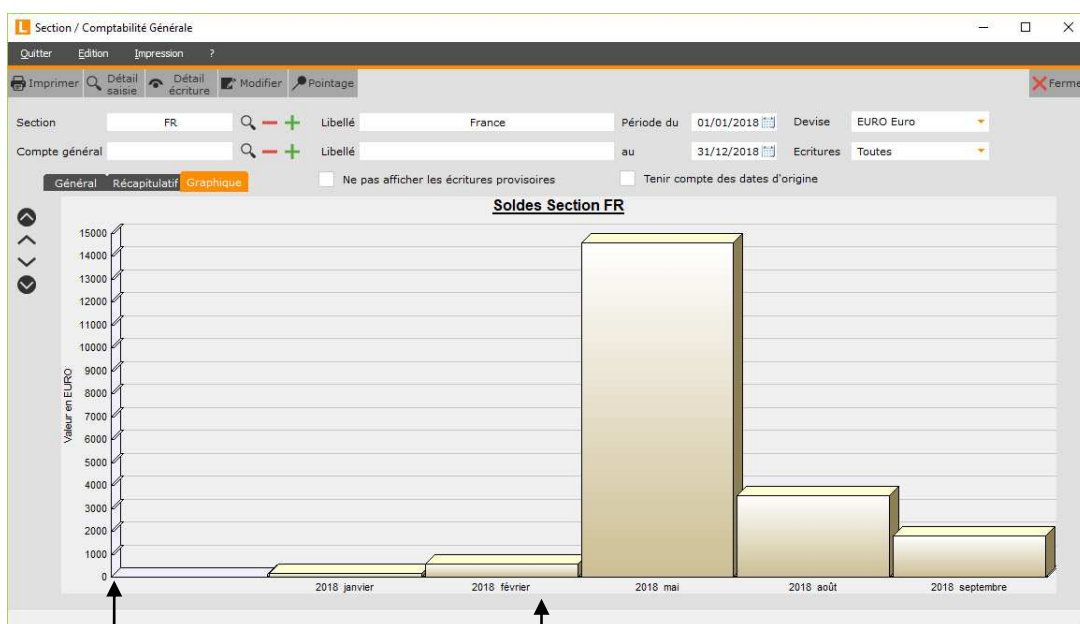 L Section / Comptabilité Générale
Quitter Edition Impression ?
Imprimer Détail saisie Détail écriture Modifier Pointage Ferme
Section FR Libellé France Période du 01/01/2018 Devise EURO Euro
Compte général Libellé au 31/12/2018 Ecritures Toutes
Général Récapitulatif Graphique Ne pas afficher les écritures provisoires Tenir compte des dates d'origine
Soldes Section FR
15000
14000
13000
12000
11000
10000
9000
8000
7000
6000
5000
4000
3000
2000
1000
0
Valeur en EURO
2018 janvier 2018 février 2018 mai 2018 août 2018 septembre